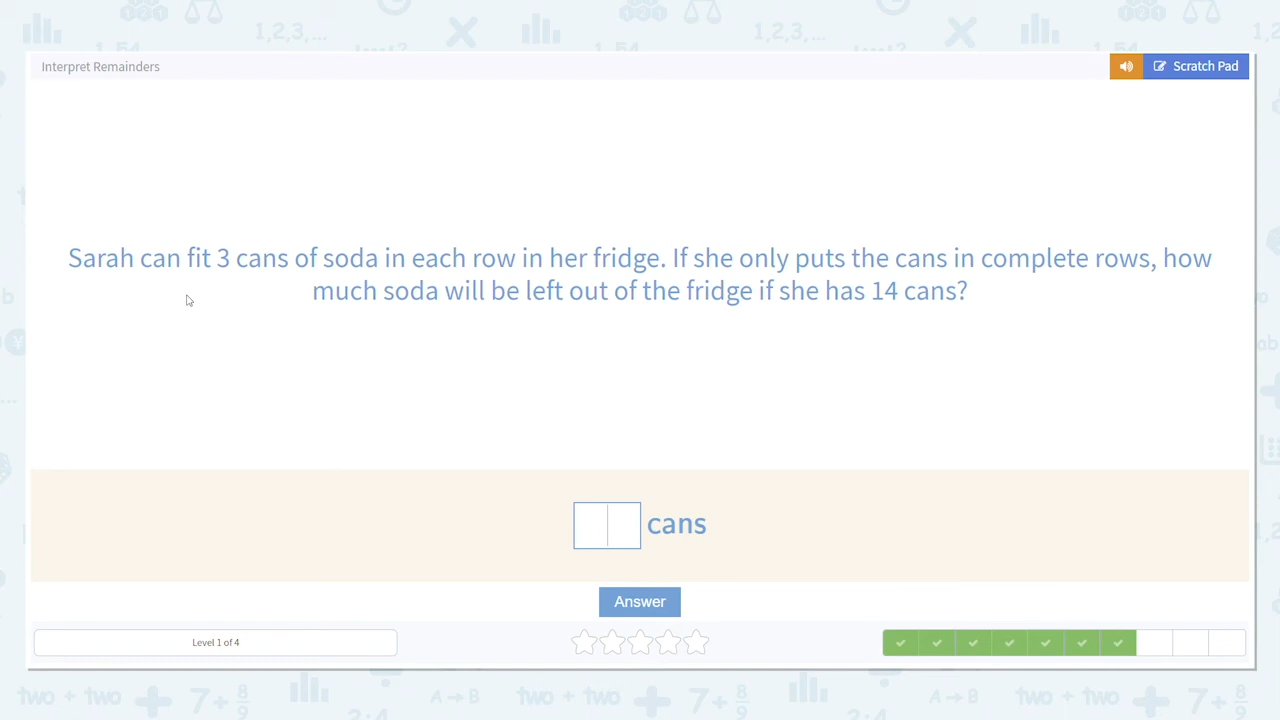 Interpret Remainders
Scratch Pad
Sarah can fit 3 cans of soda in each row in her fridge. If she only puts the cans in complete rows, how
much soda will be left out of the fridge if she has 14 cans?
cans
Answer
Level 1 of 4